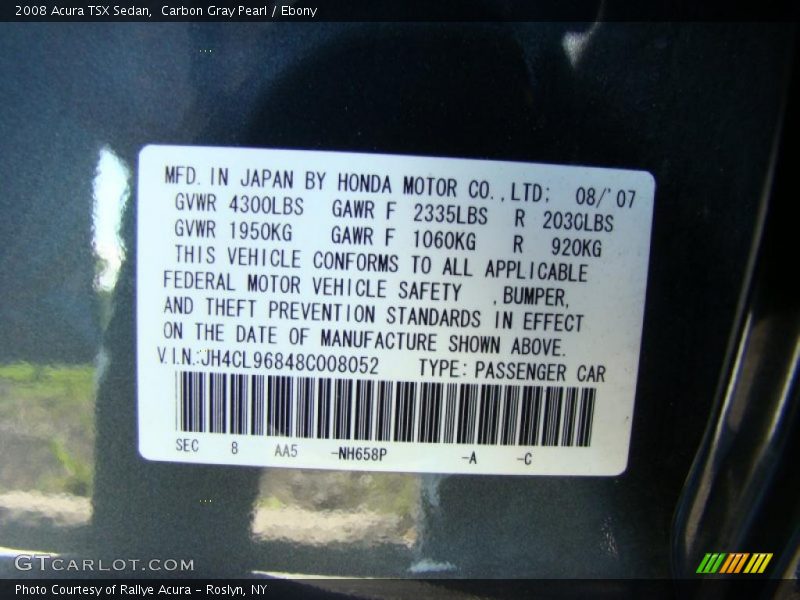 2008 Acura TSX Sedan,  Carbon Gray Pearl / Ebony
MFD. IN JAPAN BY HONDA MOTOR CO.,LTD; 08/'07
GVWR 4300LBS GAWR F 2335LBS R 2030LBS
GVWR 1950KG GAWR F 1060KG R 920KG
THIS VEHICLE CONFORMS TO ALL APPLICABLE
FEDERAL MOTOR VEHICLE SAFETY ,BUMPER,
AND THEFT PREVENTION STANDARDS IN EFFECT
ON THE DATE OF MANUFACTURE SHOWN ABOVE.
V.I.N.:JH4CL96848C008052 TYPE: PASSENGER CAR
SEC 8 AA5 -NH658P -A -C
GTCARLOT.COM
Photo Courtesy of Rallye Acura – Roslyn, NY